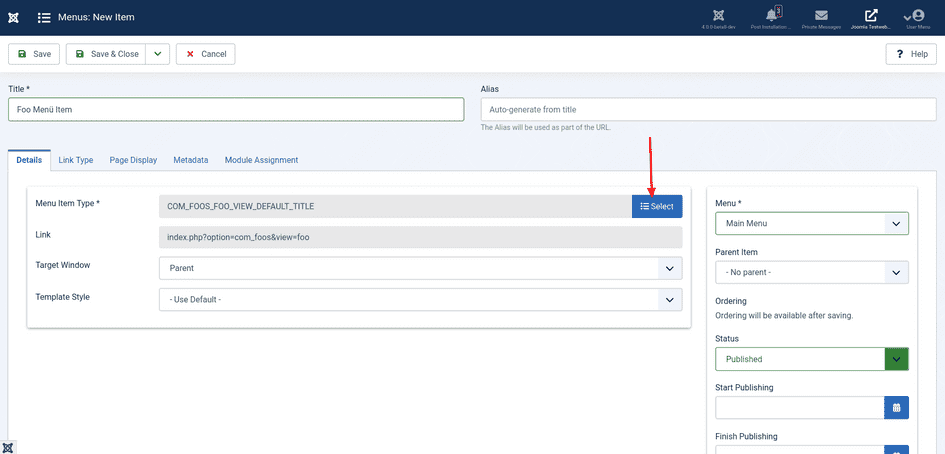 Menus: New Item
3
4.0.0-beta8-dev
Post Installation ...
Private Messages
Joomla Testweb...
User Menu
Save
Save & Close
Cancel
? Help
Title *
Alias
Foo Menü Item
Auto-generate from title
The Alias will be used as part of the URL.
Details
Link Type
Page Display
Metadata
Module Assignment
Menu Item Type *
COM_FOOS_FOO_VIEW_DEFAULT_TITLE
Select
Link
index.php?option=com_foos&view=foo
Target Window
Parent
Template Style
- Use Default -
Menu *
Main Menu
Parent Item
- No parent -
Ordering
Ordering will be available after saving.
Status
Published
Start Publishing
Finish Publishing